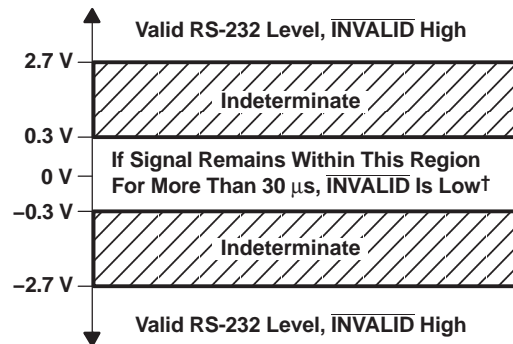 Valid RS-232 Level, INVALID High
2.7 V
Indeterminate
0.3 V
If Signal Remains Within This Region
0 V
For More Than 30 μs, INVALID Is Low†
–0.3 V
Indeterminate
–2.7 V
Valid RS-232 Level, INVALID High